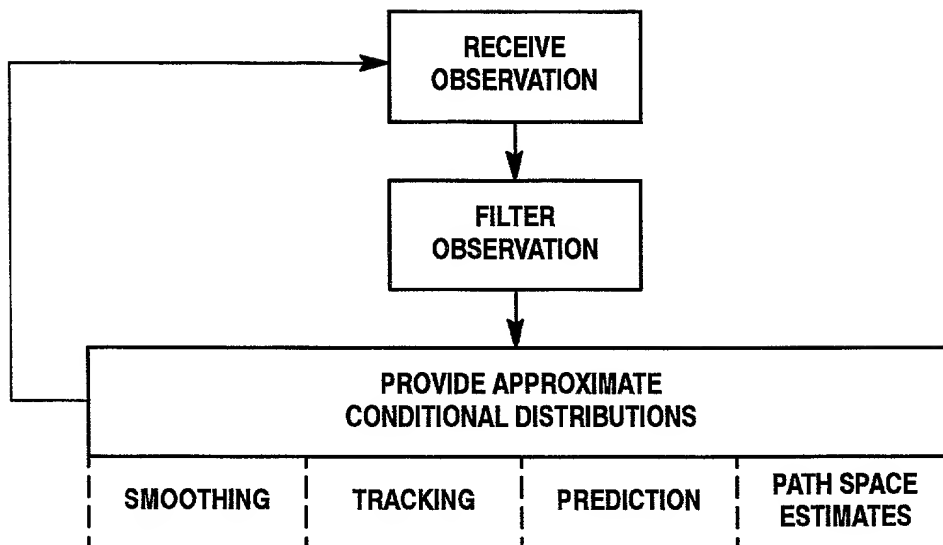 RECEIVE
OBSERVATION
FILTER
OBSERVATION
PROVIDE APPROXIMATE
CONDITIONAL DISTRIBUTIONS
SMOOTHING
TRACKING
PREDICTION
PATH SPACE
ESTIMATES